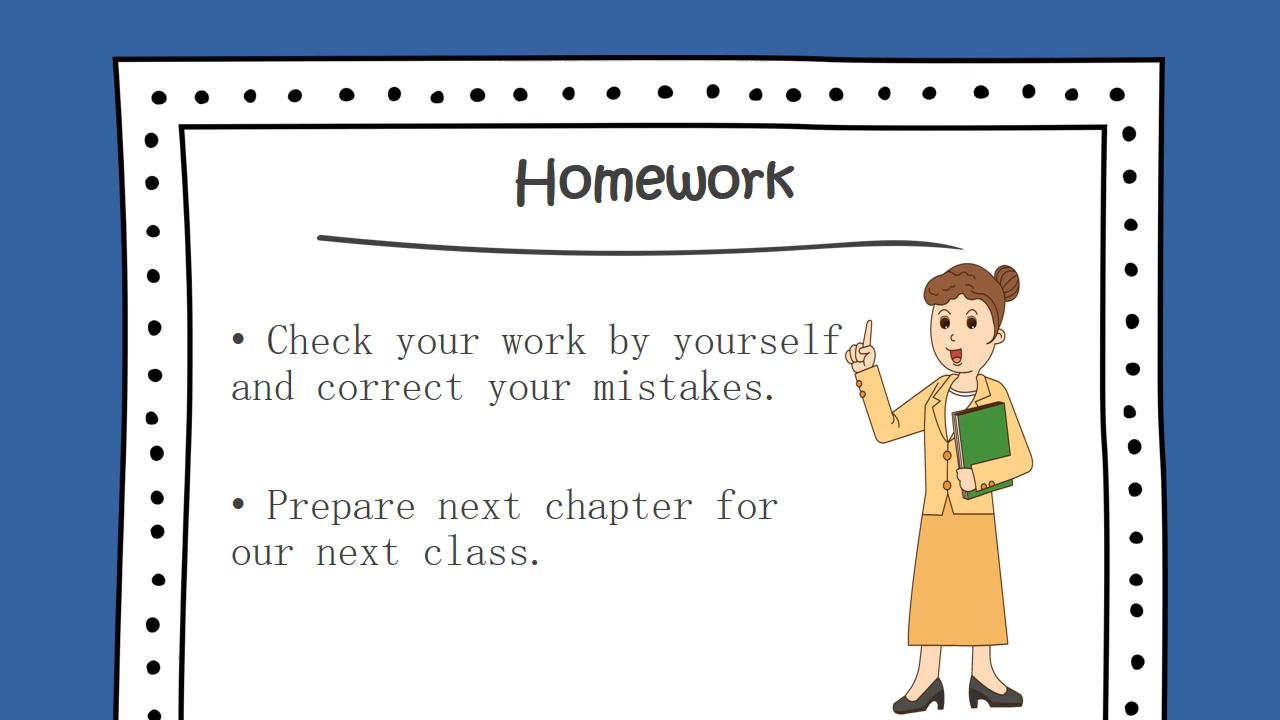 Homework
• Check your work by yourself
and correct your mistakes.
• Prepare next chapter for
our next class.